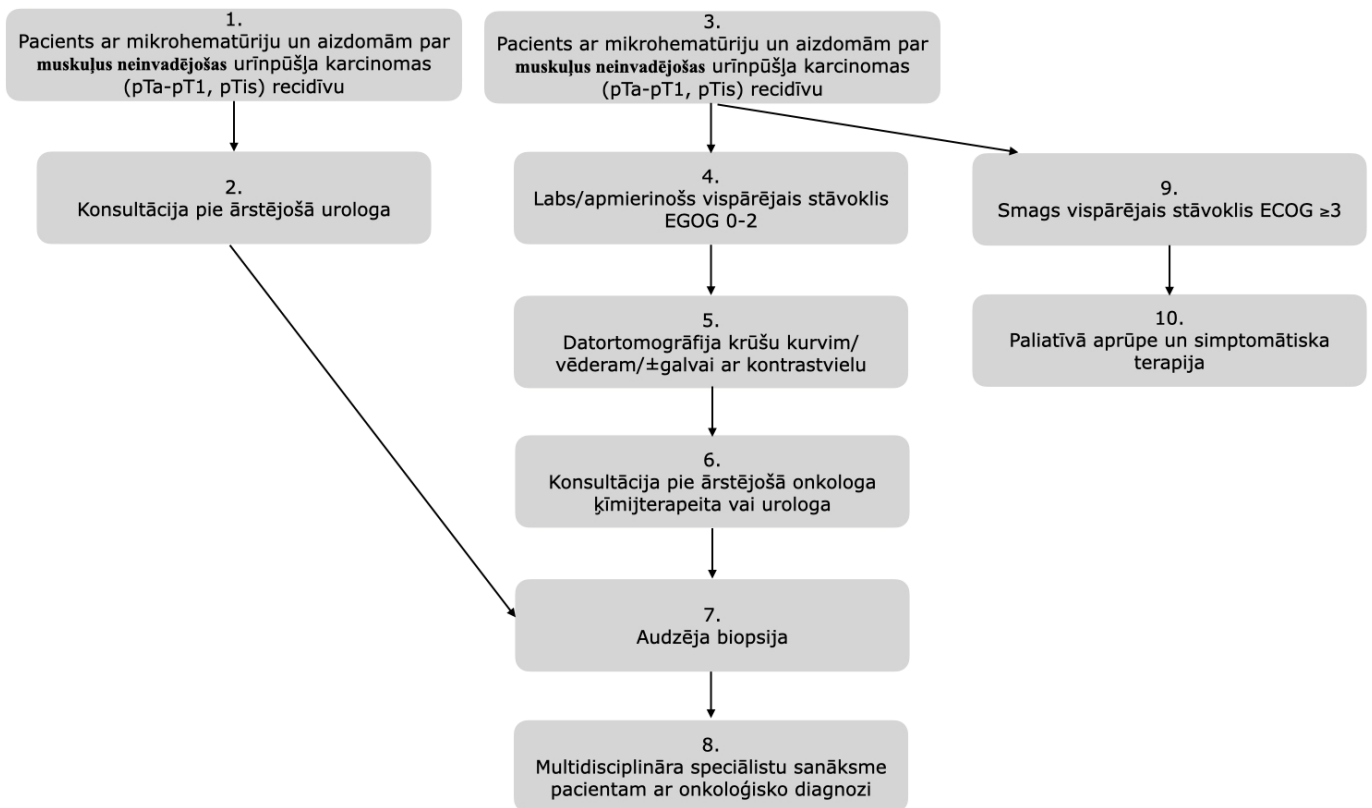 1.
Pacients ar mikrohematūriju un aizdomām par
muskuļus neinvadējošas urīnpūšļa karcinomas
(pTa-pT1, pTis) recidīvu
2.
Konsultācija pie ārstējošā urologa
3.
Pacients ar mikrohematūriju un aizdomām par
muskuļus neinvadējošas urīnpūšļa karcinomas
(pTa-pT1, pTis) recidīvu
4.
Labs/apmierinošs vispārējais stāvoklis
EGOG 0-2
5.
Datortomogrāfija krūšu kurvim/
vēderam/±galvai ar kontrastvielu
6.
Konsultācija pie ārstējošā onkologa
ķīmijterapeita vai urologa
7.
Audzēja biopsija
8.
Multidisciplināra speciālistu sanāksme
pacientam ar onkoloģisko diagnozi
9.
Smags vispārējais stāvoklis ECOG ≥3
10.
Paliatīvā aprūpe un simptomātiska
terapija